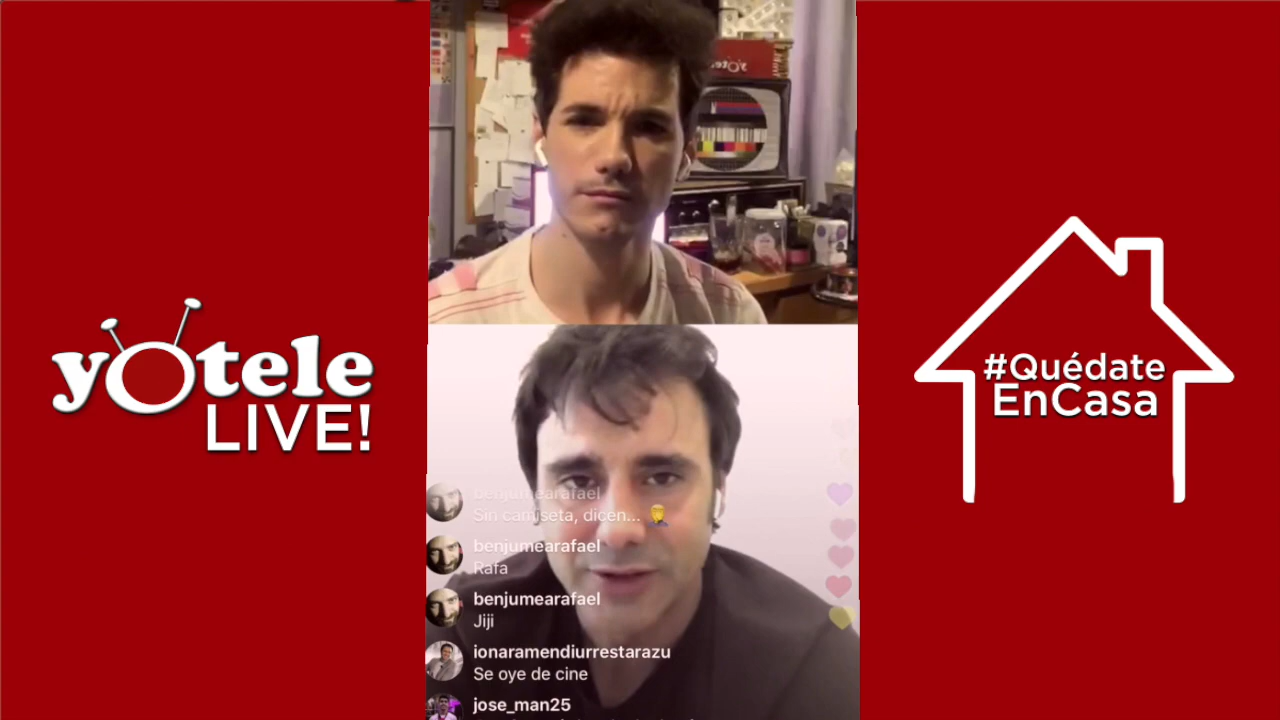 yotele
LIVE!
benjumearafael
Sin camiseta, dicen...
benjumearafael
Rafa
benjumearafael
Jiji
ionaramendiurrestarazu
Se oye de cine
jose_man25
#Quédate
EnCasa